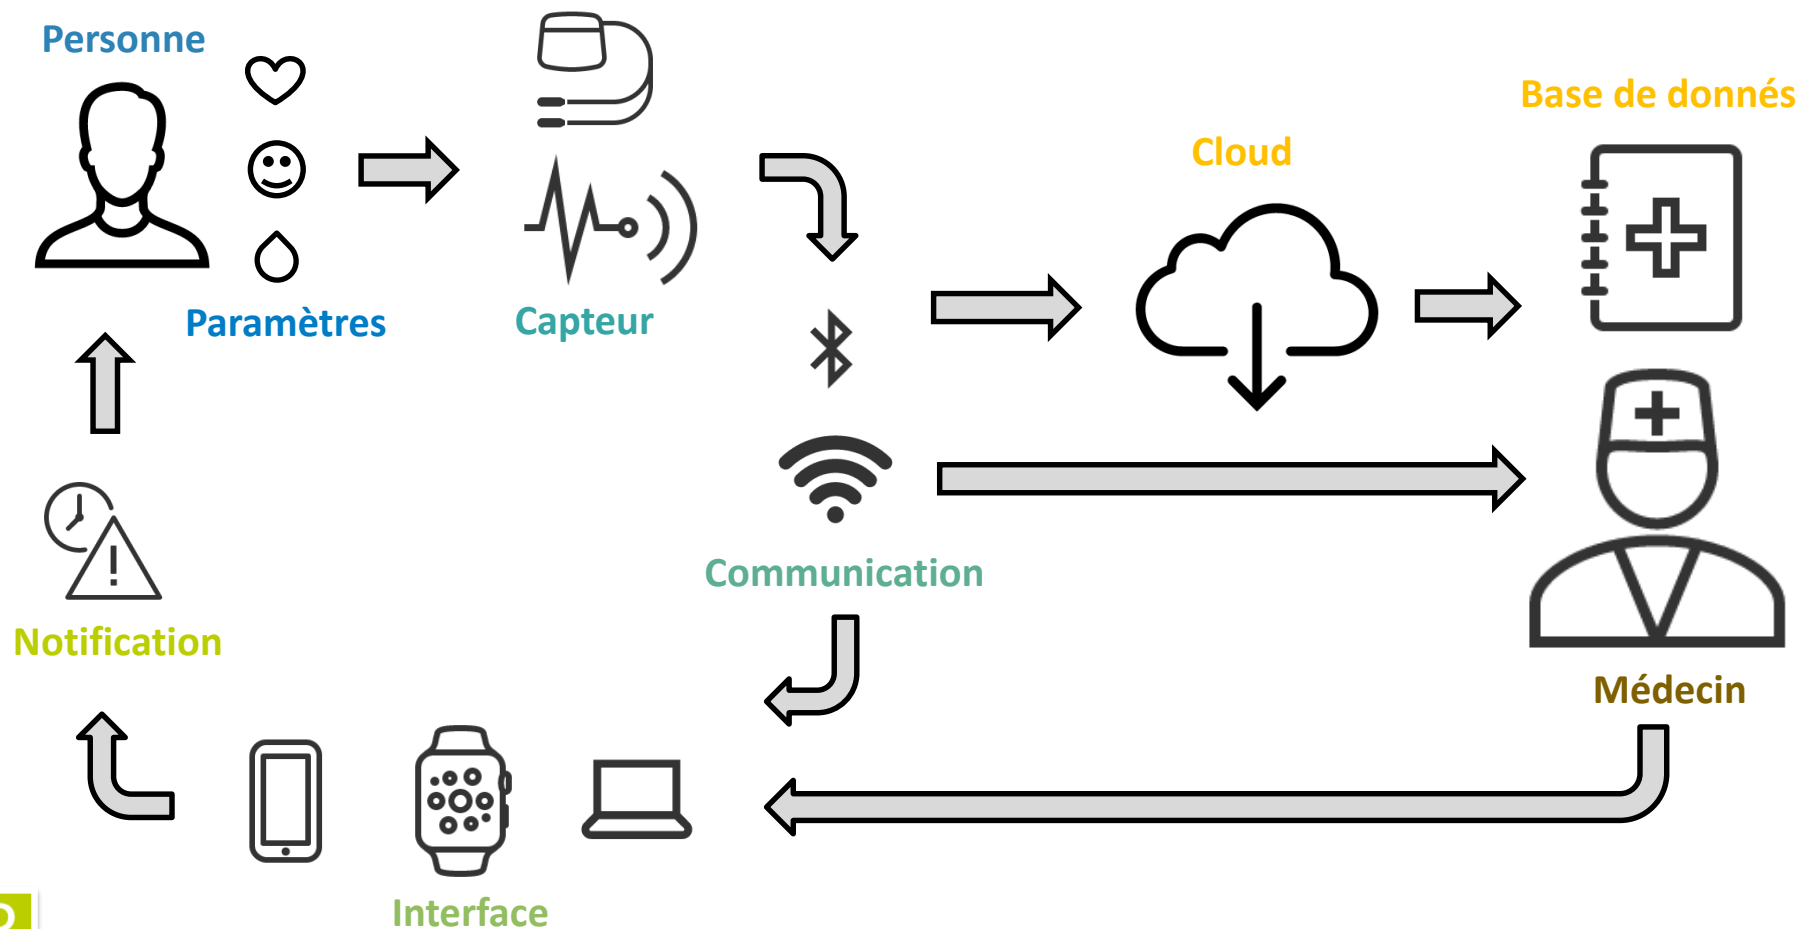 Personne
Paramètres
Capteur
Cloud
Base de donnés
Communication
Médecin
Notification
Interface